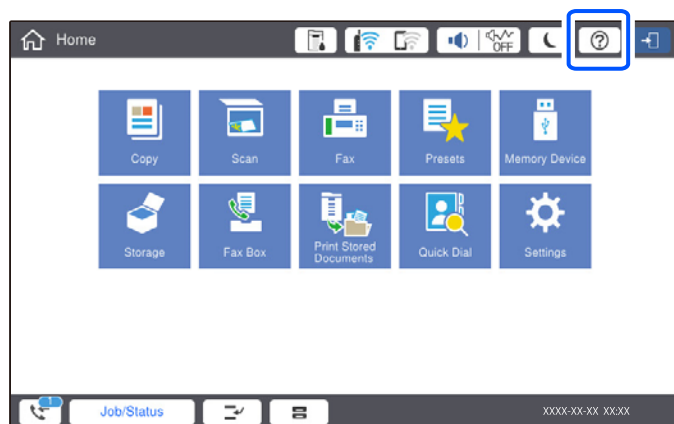 Home
OFF
Copy
Scan
Fax
Presets
Memory Device
Storage
Fax Box
Print Stored
Documents
Quick Dial
Settings
1
Job/Status
XXXX-XX-XX XX:XX